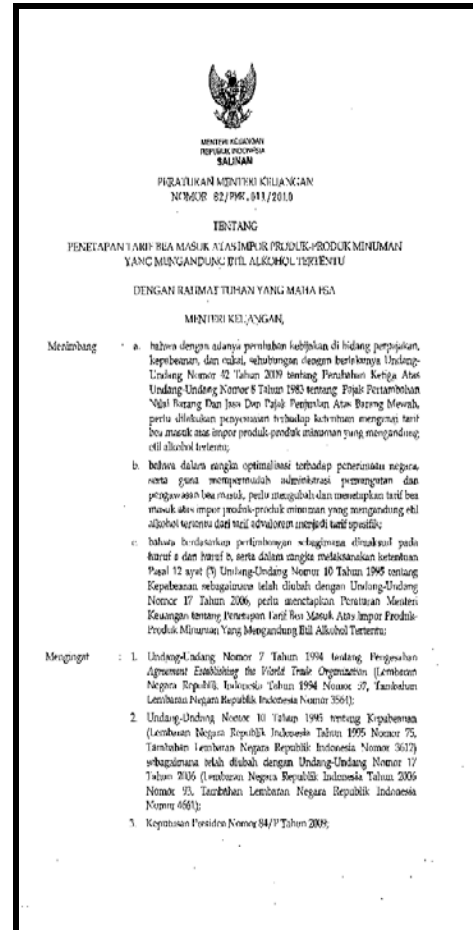 MENTERI KEUANGAN
REPUBLIK INDONESIA
SALINAN
PERATURAN MENTERI KEUANGAN
NOMOR 82/PMK.011/2010
TENTANG
PENETAPAN TARIF BEA MASUK ATAS IMPOR PRODUK-PRODUK MINUMAN
YANG MENGANDUNG ETIL ALKOHOL TERTENTU
DENGAN RAHMAT TUHAN YANG MAHA ESA
MENTERI KEUANGAN,
Menimbang : a. bahwa dengan adanya perubahan kebijakan di bidang perpajakan,
kepabeanan, dan cukai, sehubungan dengan berlakunya Undang-
Undang Nomor 42 Tahun 2009 tentang Perubahan Ketiga Atas
Undang-Undang Nomor 8 Tahun 1983 tentang Pajak Pertambahan
Nilai Barang Dan Jasa Dan Pajak Penjualan Atas Barang Mewah,
perlu dilakukan penyesuaian terhadap ketentuan mengenai tarif
bea masuk atas impor produk-produk minuman yang mengandung
etil alkohol tertentu;
b. bahwa dalam rangka optimalisasi terhadap penerimaan negara,
serta guna mempermudah administrasi pemungutan dan
pengawasan bea masuk, perlu mengubah dan menetapkan tarif bea
masuk atas impor produk-produk minuman yang mengandung etil
alkohol tertentu dari tarif advalorem menjadi tarif spesifik;
c. bahwa berdasarkan pertimbangan sebagaimana dimaksud pada
huruf a dan huruf b, serta dalam rangka melaksanakan ketentuan
Pasal 12 ayat (3) Undang-Undang Nomor 10 Tahun 1995 tentang
Kepabeanan sebagaimana telah diubah dengan Undang-Undang
Nomor 17 Tahun 2006, perlu menetapkan Peraturan Menteri
Keuangan tentang Penetapan Tarif Bea Masuk Atas Impor Produk-
Produk Minuman Yang Mengandung Etil Alkohol Tertentu;
Mengingat : 1. Undang-Undang Nomor 7 Tahun 1994 tentang Pengesahan
Agreement Establishing the World Trade Organization (Lembaran
Negara Republik Indonesia Tahun 1994 Nomor 57, Tambahan
Lembaran Negara Republik Indonesia Nomor 3564);
2. Undang-Undang Nomor 10 Tahun 1995 tentang Kepabeanan
(Lembaran Negara Republik Indonesia Tahun 1995 Nomor 75,
Tambahan Lembaran Negara Republik Indonesia Nomor 3612)
sebagaimana telah diubah dengan Undang-Undang Nomor 17
Tahun 2006 (Lembaran Negara Republik Indonesia Tahun 2006
Nomor 93, Tambahan Lembaran Negara Republik Indonesia
Nomor 4661);
3. Keputusan Presiden Nomor 84/P Tahun 2009;